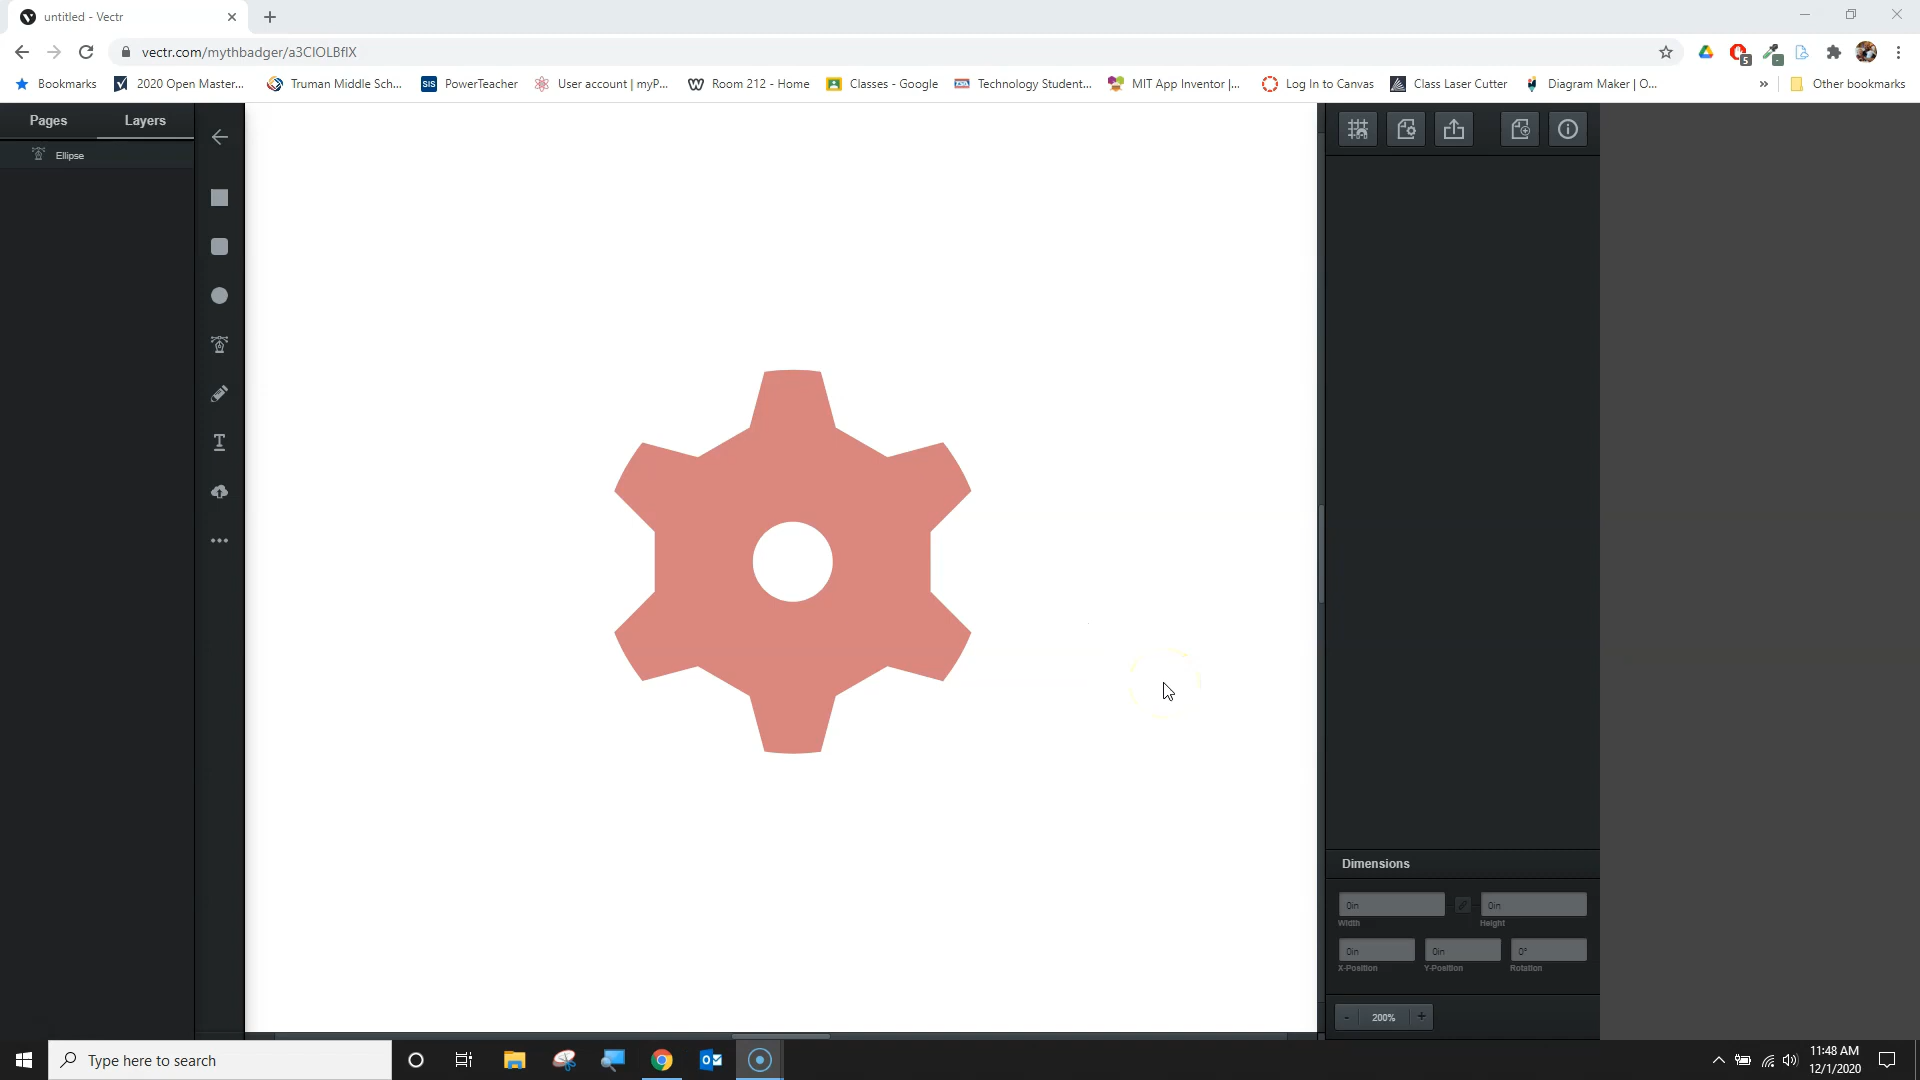 untitled - Vectr
vectr.com/mythbadger/a3CIOLBflX
5
Bookmarks
2020 Open Master...
Truman Middle Sch...
SIS PowerTeacher
User account | myP...
Room 212 - Home
Classes - Google
Technology Student...
MIT App Inventor |...
Log In to Canvas
Class Laser Cutter
Diagram Maker | O...
»
Other bookmarks
Pages
Layers
Ellipse
T
Dimensions
0in
0in
Width
Height
0in
0in
0°
X-Position
Y-Position
Rotation
- 200% +
Type here to search
11:48 AM
12/1/2020